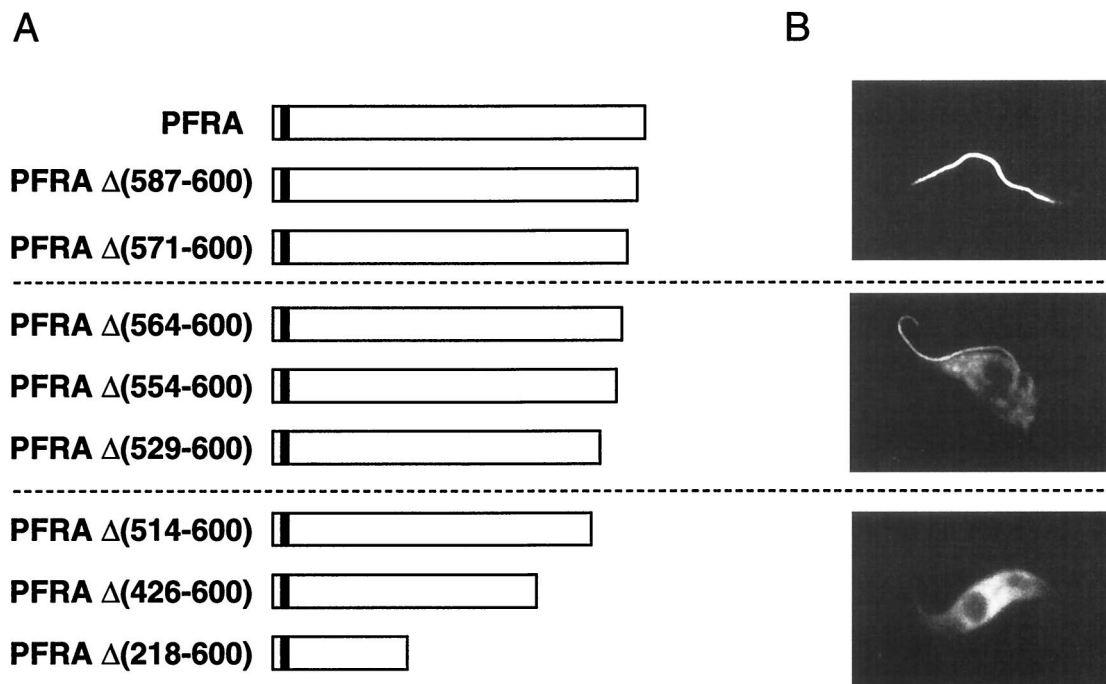 A
B
PFRA
PFRA Δ(587-600)
PFRA Δ(571-600)
PFRA Δ(564-600)
PFRA Δ(554-600)
PFRA Δ(529-600)
PFRA Δ(514-600)
PFRA Δ(426-600)
PFRA Δ(218-600)